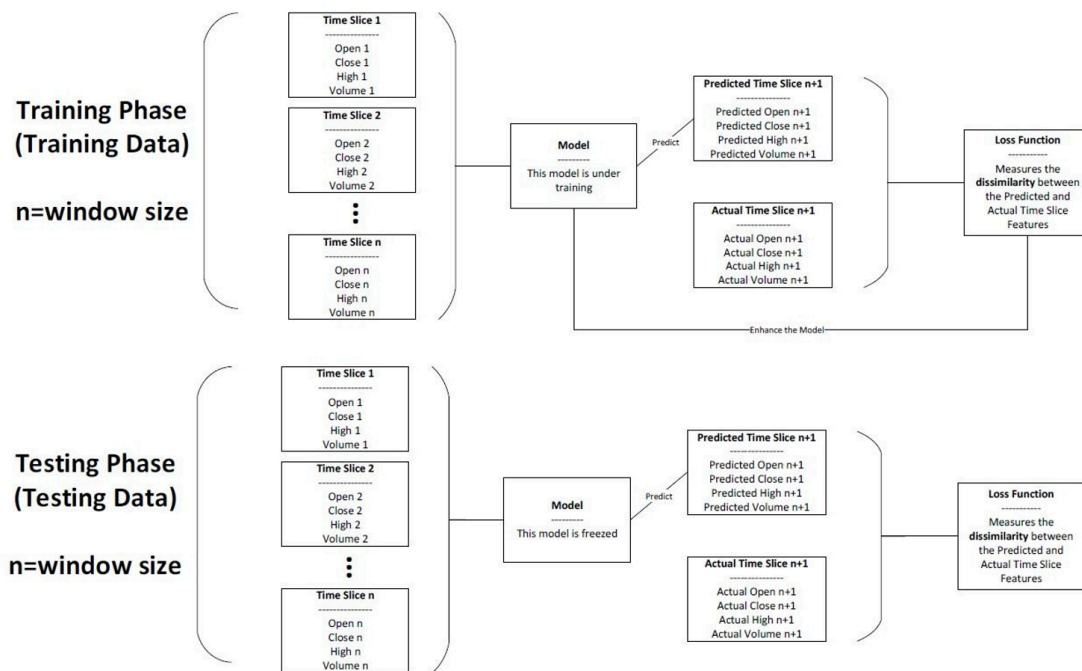 Training Phase
(Training Data)
n=window size
Time Slice 1
---------------
Open 1
Close 1
High 1
Volume 1
Time Slice 2
---------------
Open 2
Close 2
High 2
Volume 2
Time Slice n
---------------
Open n
Close n
High n
Volume n
Model
---------
This model is under
training
Predict
Predicted Time Slice n+1
---------------
Predicted Open n+1
Predicted Close n+1
Predicted High n+1
Predicted Volume n+1
Actual Time Slice n+1
---------------
Actual Open n+1
Actual Close n+1
Actual High n+1
Actual Volume n+1
Loss Function
-----------
Measures the
dissimilarity between
the Predicted and
Actual Time Slice
Features
Enhance the Model
Testing Phase
(Testing Data)
n=window size
Time Slice 1
---------------
Open 1
Close 1
High 1
Volume 1
Time Slice 2
---------------
Open 2
Close 2
High 2
Volume 2
Time Slice n
---------------
Open n
Close n
High n
Volume n
Model
---------
This model is freezed
Predict
Predicted Time Slice n+1
---------------
Predicted Open n+1
Predicted Close n+1
Predicted High n+1
Predicted Volume n+1
Actual Time Slice n+1
---------------
Actual Open n+1
Actual Close n+1
Actual High n+1
Actual Volume n+1
Loss Function
-----------
Measures the
dissimilarity between
the Predicted and
Actual Time Slice
Features